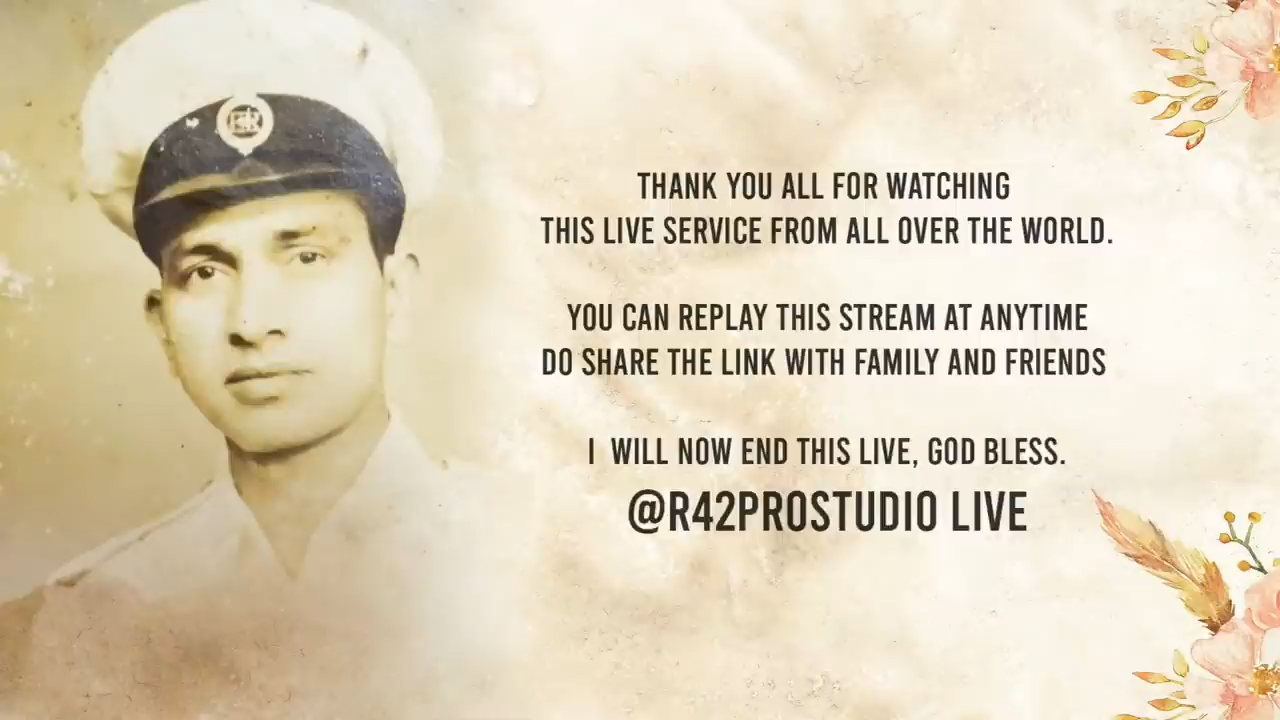 THANK YOU ALL FOR WATCHING
THIS LIVE SERVICE FROM ALL OVER THE WORLD.
YOU CAN REPLAY THIS STREAM AT ANYTIME
DO SHARE THE LINK WITH FAMILY AND FRIENDS
I WILL NOW END THIS LIVE, GOD BLESS.
@R42PROSTUDIO LIVE